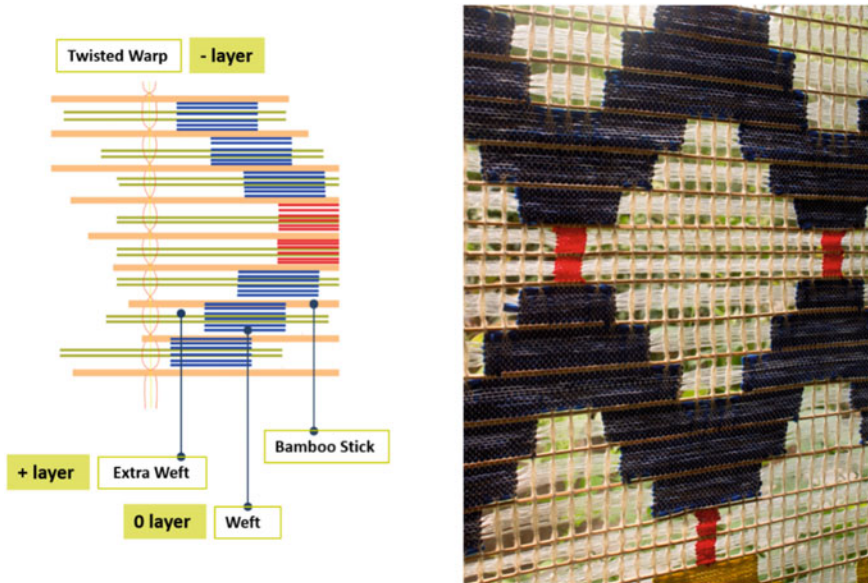 Twisted Warp
- layer
Bamboo Stick
+ layer
Extra Weft
0 layer
Weft